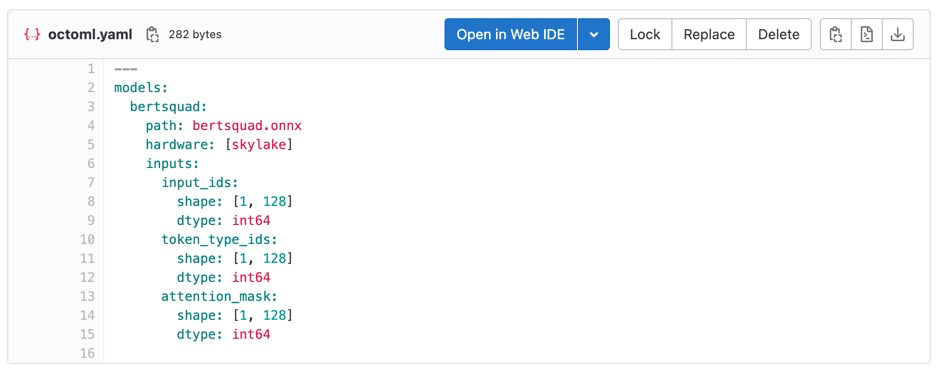 {..} octoml.yaml 282 bytes Open in Web IDE Lock Replace Delete
1 ---
2 models:
3   bertsquad:
4     path: bertsquad.onnx
5     hardware: [skylake]
6     inputs:
7       input_ids:
8         shape: [1, 128]
9         dtype: int64
10       token_type_ids:
11         shape: [1, 128]
12         dtype: int64
13       attention_mask:
14         shape: [1, 128]
15         dtype: int64
16